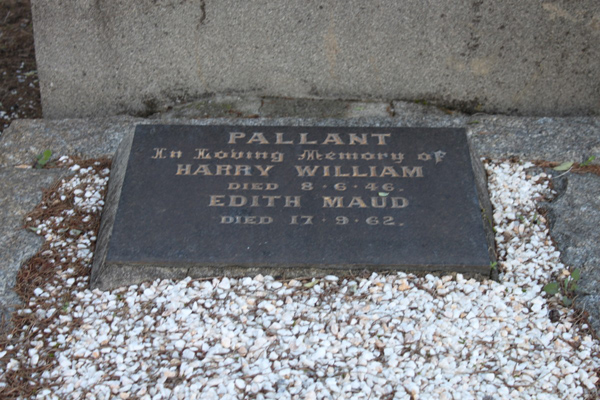 PALLANT
In Loving Memory of
HARRY WILLIAM
DIED 8·6·46.
EDITH MAUD
DIED 17·9·62.